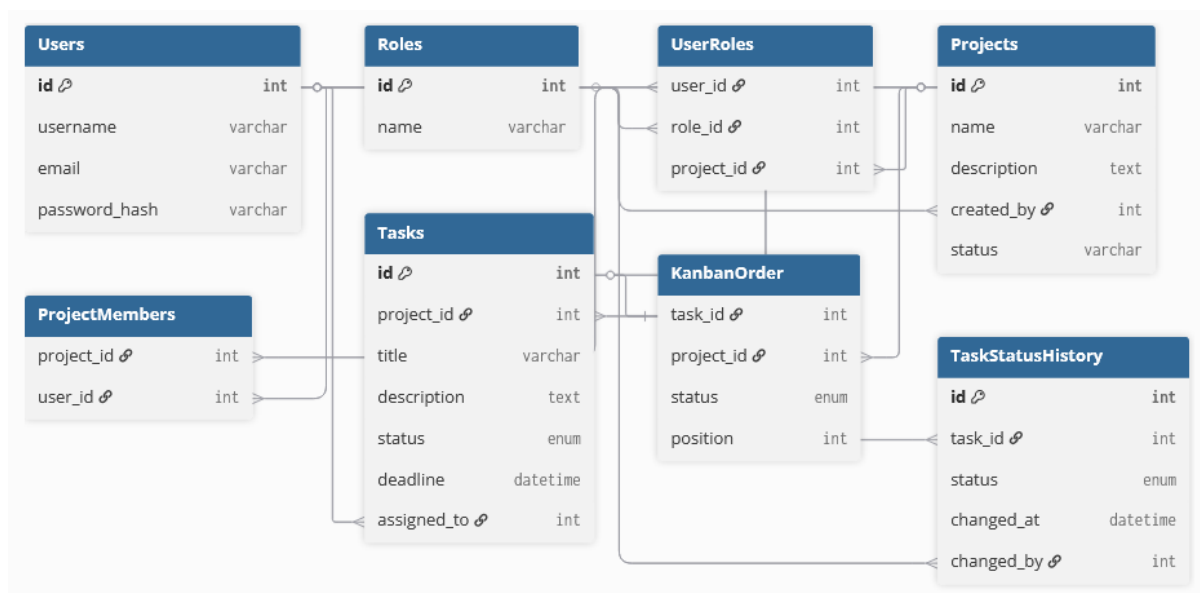 Users
id int
username varchar
email varchar
password_hash varchar
Roles
id int
name varchar
UserRoles
user_id int
role_id int
project_id int
Projects
id int
name varchar
description text
created_by int
status varchar
Tasks
id int
project_id int
title varchar
description text
status enum
deadline datetime
assigned_to int
KanbanOrder
task_id int
project_id int
status enum
position int
ProjectMembers
project_id int
user_id int
TaskStatusHistory
id int
task_id int
status enum
changed_at datetime
changed_by int